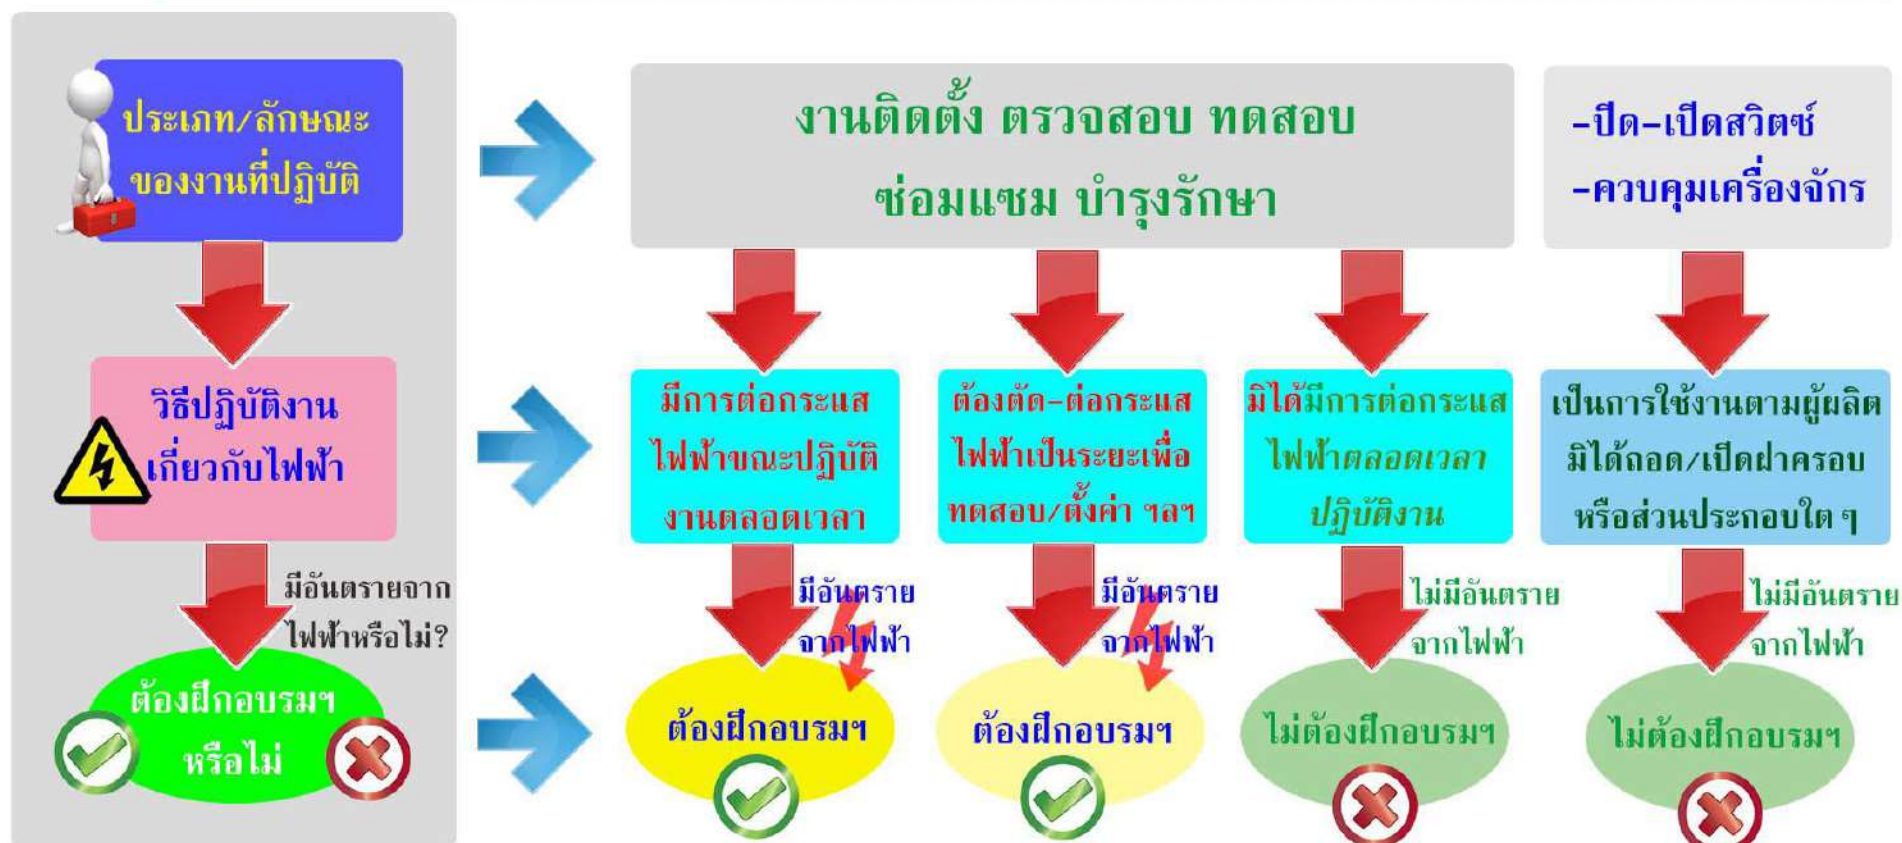 ประเภท/ลักษณะ
ของงานที่ปฏิบัติ
งานติดตั้ง ตรวจสอบ ทดสอบ
ซ่อมแซม บำรุงรักษา
-ปิด-เปิดสวิตซ์
-ควบคุมเครื่องจักร
วิธีปฏิบัติงาน
เกี่ยวกับไฟฟ้า
มีการต่อกระแส
ไฟฟ้าขณะปฏิบัติ
งานตลอดเวลา
ต้องตัด-ต่อกระแส
ไฟฟ้าเป็นระยะเพื่อ
ทดสอบ/ตั้งค่า ฯลฯ
มิได้มีการต่อกระแส
ไฟฟ้าตลอดเวลา
ปฏิบัติงาน
เป็นการใช้งานตามผู้ผลิต
มิได้ถอด/เปิดฝาครอบ
หรือส่วนประกอบใด ๆ
มีอันตรายจาก
ไฟฟ้าหรือไม่?
มีอันตราย
จากไฟฟ้า
มีอันตราย
จากไฟฟ้า
ไม่มีอันตราย
จากไฟฟ้า
ไม่มีอันตราย
จากไฟฟ้า
ต้องฝึกอบรมฯ
หรือไม่
ต้องฝึกอบรมฯ
ต้องฝึกอบรมฯ
ไม่ต้องฝึกอบรมฯ
ไม่ต้องฝึกอบรมฯ